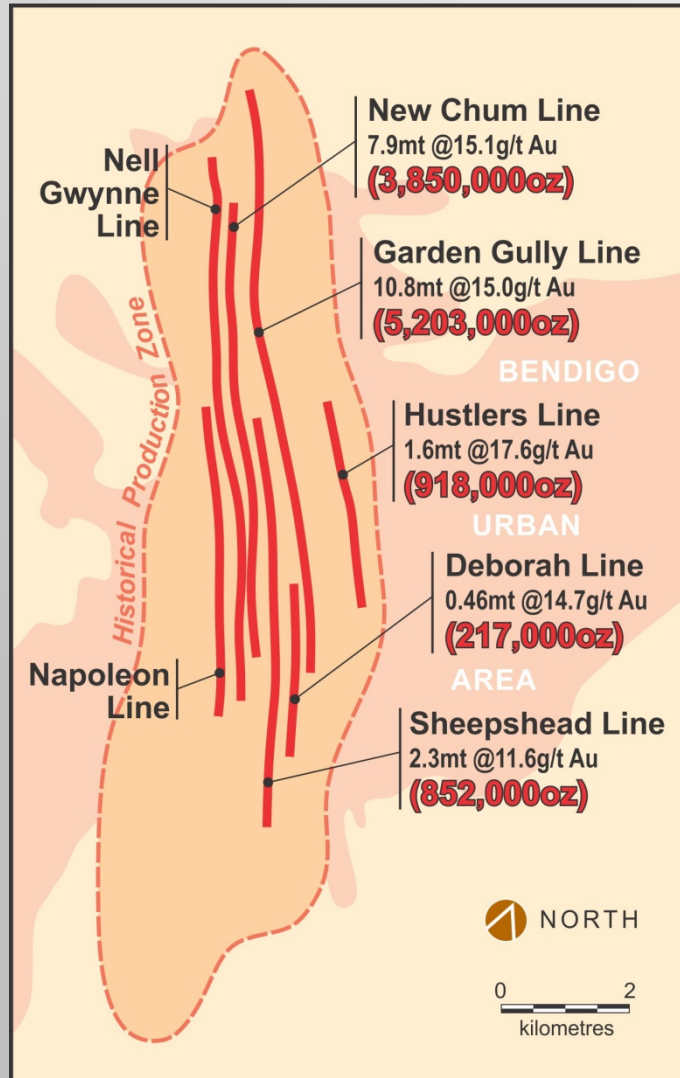 New Chum Line
7.9mt @15.1g/t Au
(3,850,000oz)
Nell
Gwynne
Line
Garden Gully Line
10.8mt @15.0g/t Au
(5,203,000oz)
Historical Production Zone
BENDIGO
Hustlers Line
1.6mt @17.6g/t Au
(918,000oz)
URBAN
Deborah Line
0.46mt @14.7g/t Au
(217,000oz)
Napoleon
Line
AREA
Sheepshead Line
2.3mt @11.6g/t Au
(852,000oz)
NORTH
0 2
kilometres